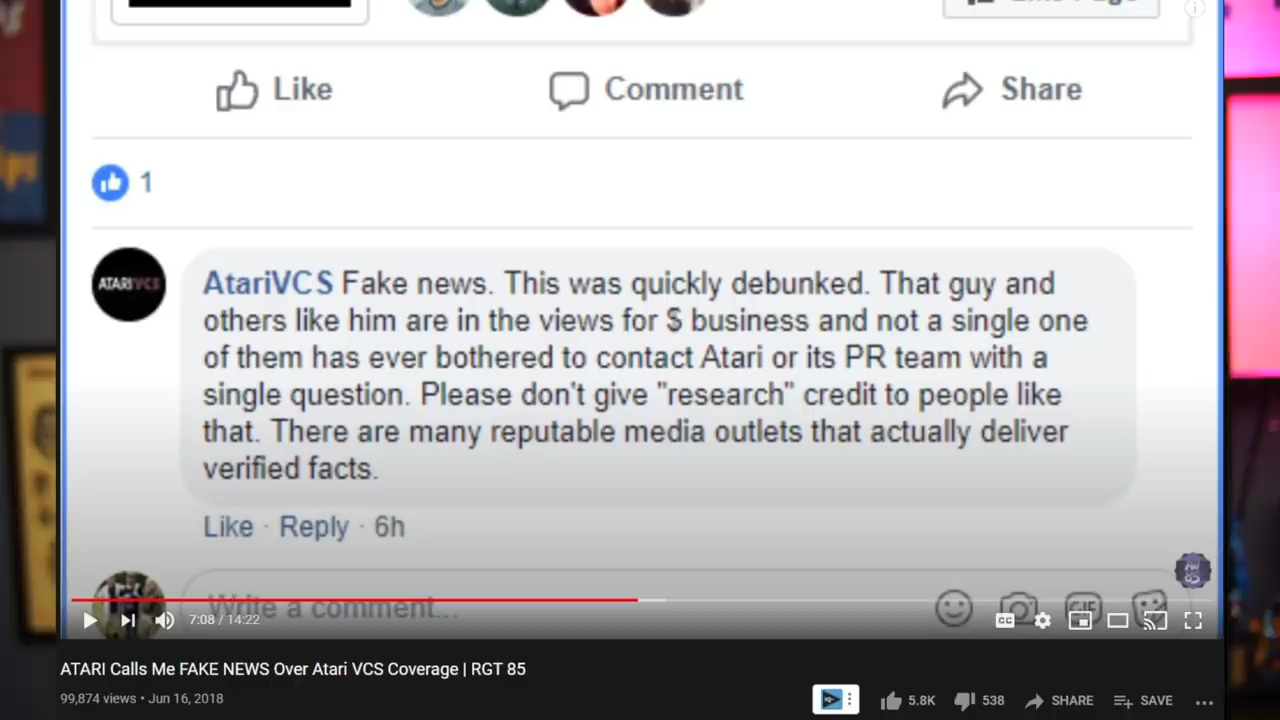 Like Comment Share
1
ATARI VCS
AtariVCS Fake news. This was quickly debunked. That guy and
others like him are in the views for $ business and not a single one
of them has ever bothered to contact Atari or its PR team with a
single question. Please don't give "research" credit to people like
that. There are many reputable media outlets that actually deliver
verified facts.
Like · Reply · 6h
Write a comment...
GIF
7:08 / 14:22
CC
ATARI Calls Me FAKE NEWS Over Atari VCS Coverage | RGT 85
99,874 views • Jun 16, 2018
5.8K 538 SHARE SAVE